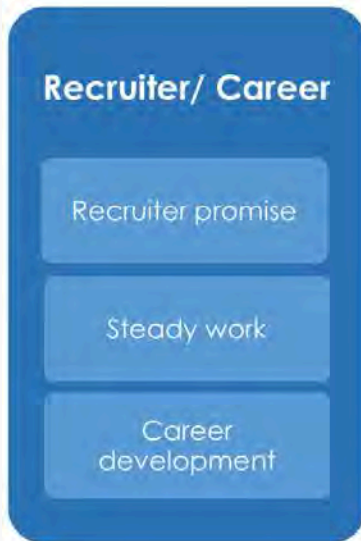 Recruiter/ Career
Recruiter promise
Steady work
Career
development